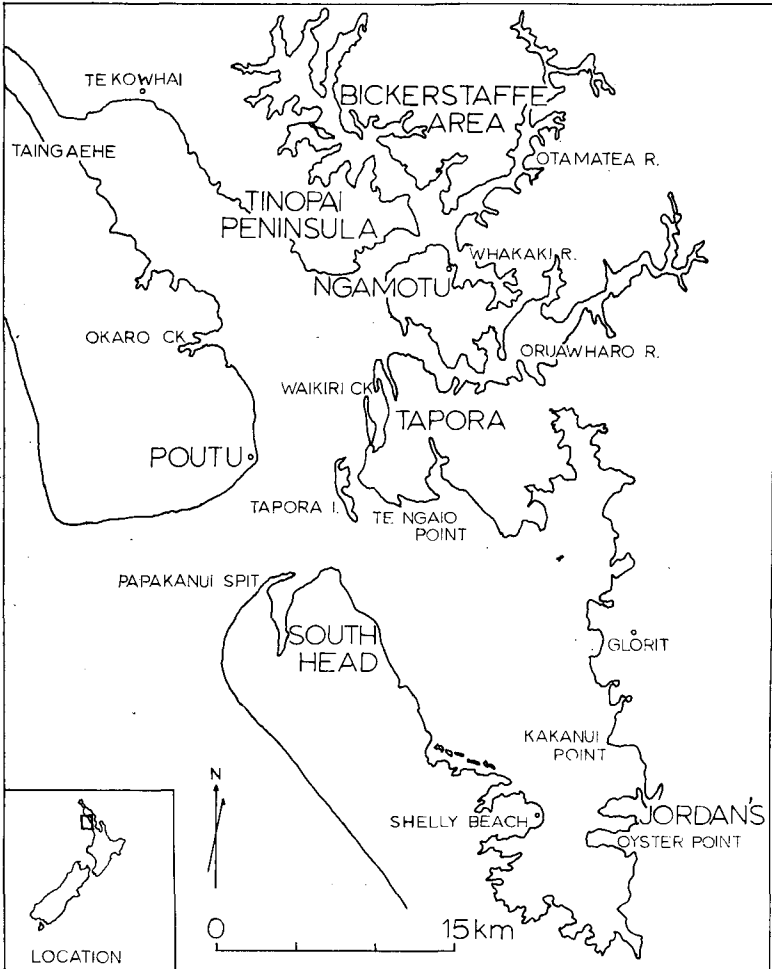 TE KOWHAI
BICKERSTAFFE
AREA
TAINGAEHE
OTAMATEA R.
TINOPAI
PENINSULA
WHAKAKI R.
NGAMOTU
OKARO CK.
ORUAWHARO R.
WAIKIRI CK.
TAPORA
POUTU
TAPORA I.
TE NGAIO
POINT
PAPAKANUI SPIT
SOUTH
HEAD
GLORIT
KAKANUI
POINT
N
SHELLY BEACH
JORDAN'S
OYSTER POINT
0 15km
LOCATION